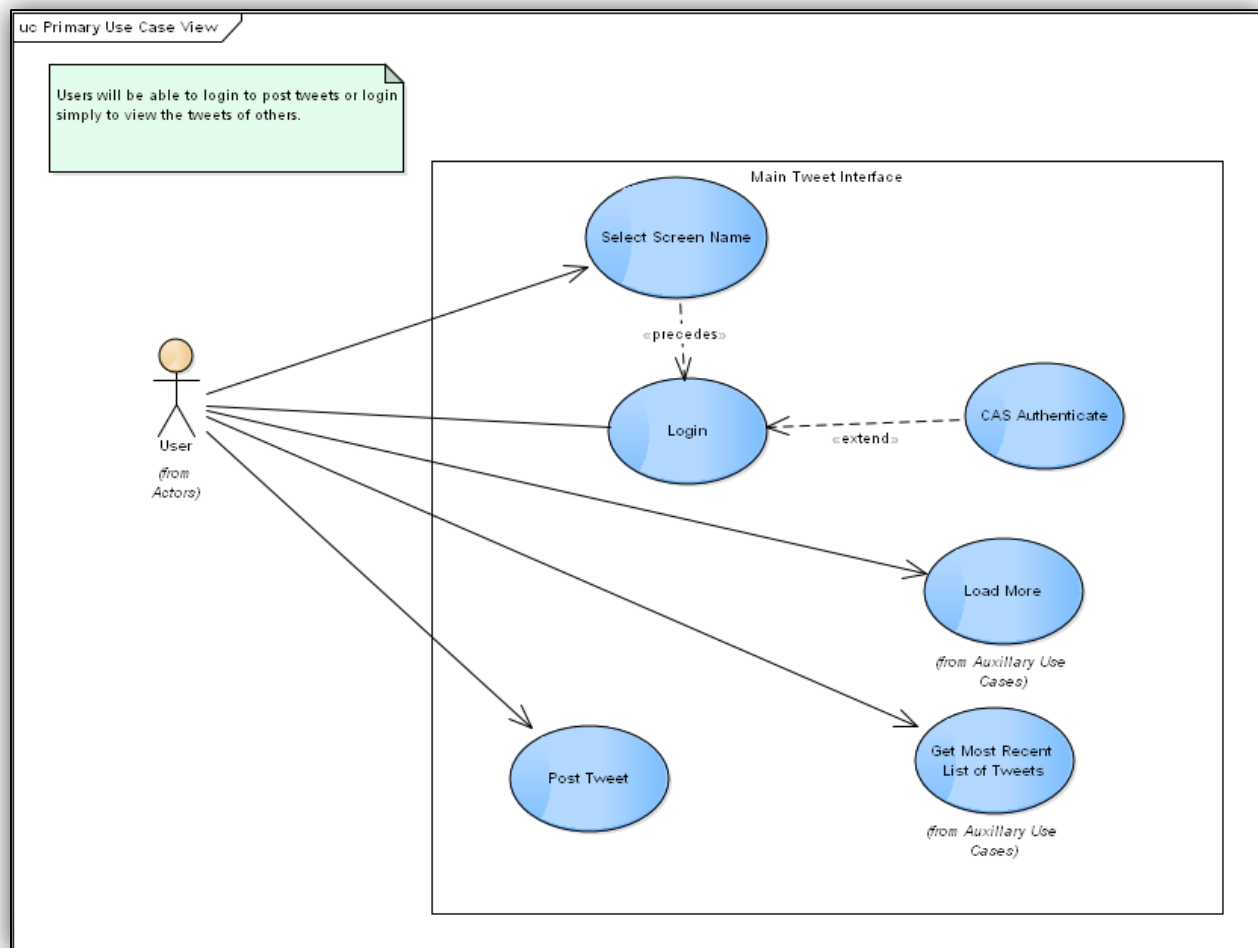 uc Primary Use Case View
Users will be able to login to post tweets or login
simply to view the tweets of others.
Main Tweet Interface
Select Screen Name
«precedes»
Login
CAS Authenticate
«extend»
User
(from
Actors)
Load More
(from Auxillary Use
Cases)
Post Tweet
Get Most Recent
List of Tweets
(from Auxillary Use
Cases)